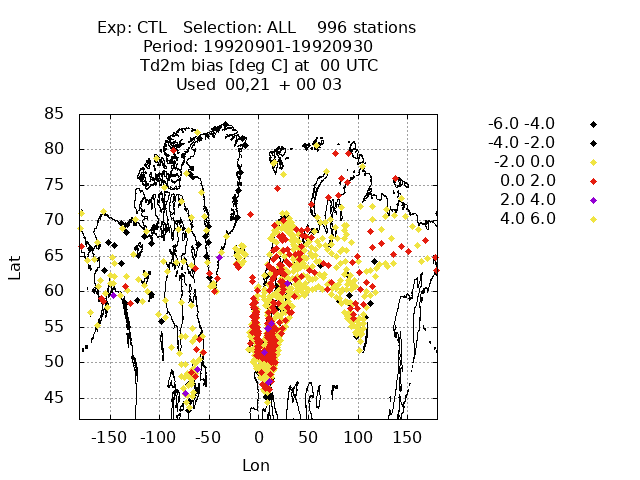 Exp: CTL Selection: ALL 996 stations
Period: 19920901-19920930
Td2m bias [deg C] at 00 UTC
Used 00,21 + 00 03
85
80
75
70
65
60
55
50
45
Lat
-150 -100 -50 0 50 100 150
Lon
-6.0 -4.0
-4.0 -2.0
-2.0 0.0
0.0 2.0
2.0 4.0
4.0 6.0